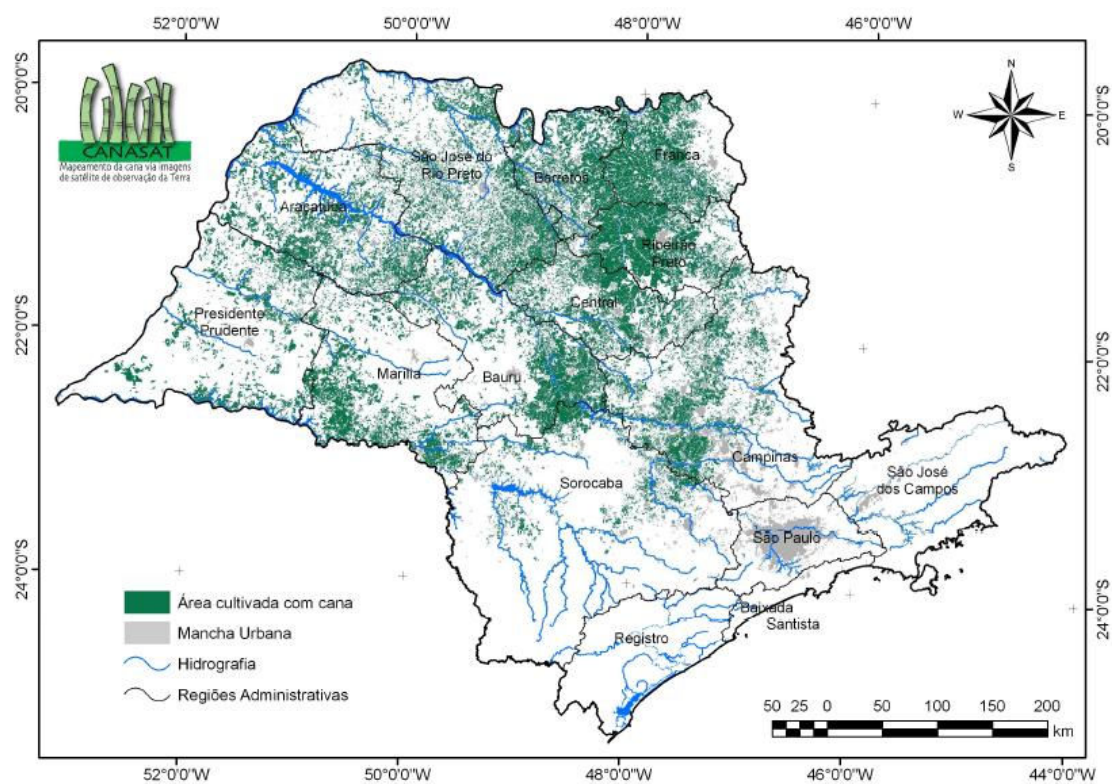 52°0'0"W 50°0'0"W 48°0'0"W 46°0'0"W
20°0'0"S
22°0'0"S
24°0'0"S
CANASAT
Mapeamento da cana via imagens
de satélite de observação da Terra
N
W E
S
20°0'0"S
22°0'0"S
24°0'0"S
São José do
Rio Preto
Barretos
Franca
Araçatuba
Ribeirão
Preto
Central
Presidente
Prudente
Marília
Bauru
Campinas
São José
dos Campos
Sorocaba
São Paulo
Baixada
Santista
Registro
Área cultivada com cana
Mancha Urbana
Hidrografia
Regiões Administrativas
50 25 0 50 100 150 200
km
52°0'0"W 50°0'0"W 48°0'0"W 46°0'0"W 44°0'0"W